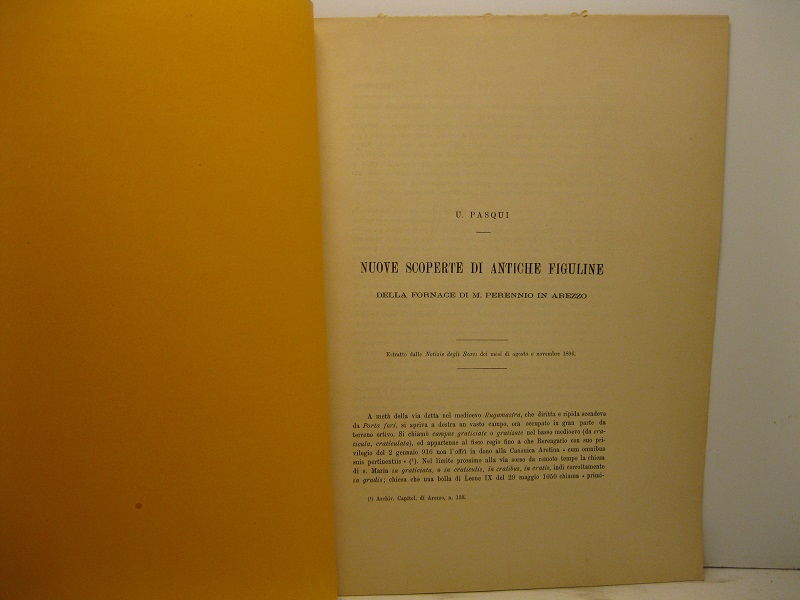 U. PASQUI
NUOVE SCOPERTE DI ANTICHE FIGULINE
DELLA FORNACE DI M. PERENNIO IN AREZZO
Estratto dalle Notizie degli Scavi dei mesi di agosto e novembre 1896.
A metà della via detta nel medioevo Rugamastra, che diritta e ripida scendeva
da Porta fori, si apriva a destra un vasto campo, ora occupato in gran parte da
terreno ortivo. Si chiamò campus graticiate o gratiante nel basso medioevo (da cra-
ticula, craticulata), ed appartenne al fisco regio fino a che Berengario con suo pri-
vilegio del 2 gennaio 916 non l'offrì in dono alla Canonica Aretina « cum omnibus
suis pertinentiis » (¹). Nel limite prossimo alla via sorse da remoto tempo la chiesa
di s. Maria in graticiata, o in craticulis, in cratibus, in cratis, indi corrottamente
in gradis; chiesa che una bolla di Leone IX del 29 maggio 1050 chiama « primi-
(¹) Archiv. Capitol. di Arezzo, n.